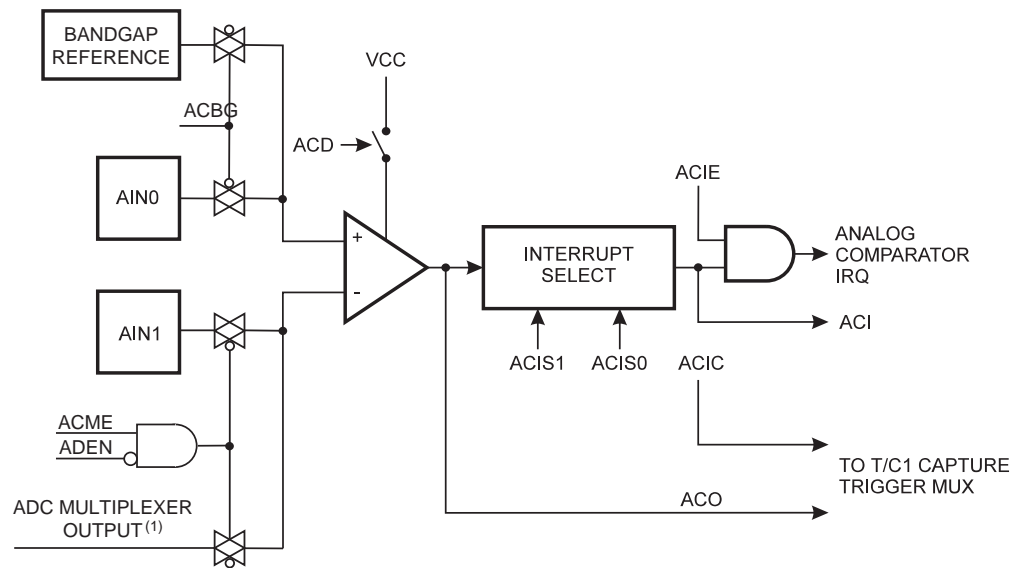 BANDGAP
REFERENCE
VCC
ACBG
ACD
AIN0
ACIE
+
-
INTERRUPT
SELECT
ANALOG
COMPARATOR
IRQ
AIN1
ACI
ACIS1
ACIS0
ACIC
ACME
ADEN
TO T/C1 CAPTURE
TRIGGER MUX
ADC MULTIPLEXER
OUTPUT (1)
ACO